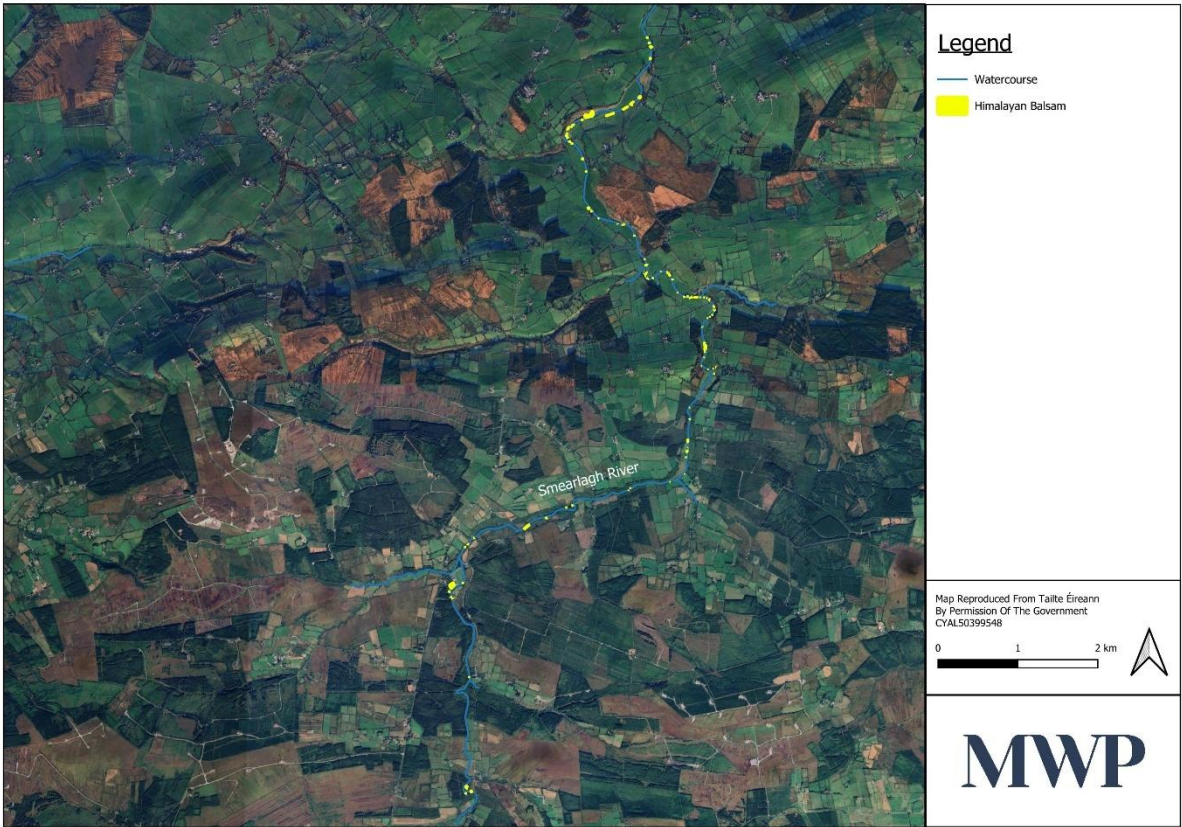 Legend
Watercourse
Himalayan Balsam
Smearlagh River
Map Reproduced From Tailte Éireann
By Permission Of The Government
CYAL50399548
0 1 2 km
MWP